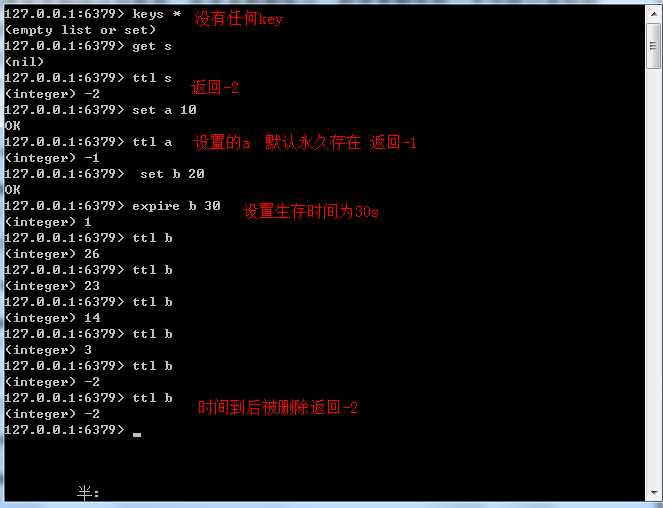 127.0.0.1:6379> keys * 没有任何key
(empty list or set)
127.0.0.1:6379> get s
(nil)
127.0.0.1:6379> ttl s
(integer) -2 返回-2
127.0.0.1:6379> set a 10
OK
127.0.0.1:6379> ttl a 设置的a 默认永久存在 返回-1
(integer) -1
127.0.0.1:6379>  set b 20
OK
127.0.0.1:6379> expire b 30 设置生存时间为30s
(integer) 1
127.0.0.1:6379> ttl b
(integer) 26
127.0.0.1:6379> ttl b
(integer) 23
127.0.0.1:6379> ttl b
(integer) 14
127.0.0.1:6379> ttl b
(integer) 3
127.0.0.1:6379> ttl b
(integer) -2
127.0.0.1:6379> ttl b
(integer) -2 时间到后被删除返回-2
127.0.0.1:6379>
半: